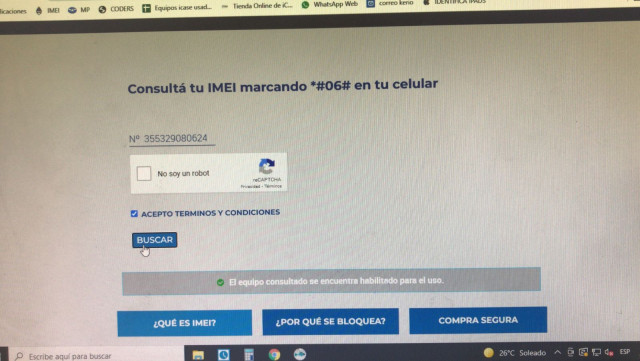 licaciones IMEI MP CODERS Equipos icase usad... Tienda Online de iC... WhatsApp Web correo keno IDENTIFICA IPADS
Consultá tu IMEI marcando *#06# en tu celular
Nº 355329080624
No soy un robot
reCAPTCHA
Privacidad - Términos
ACEPTO TERMINOS Y CONDICIONES
BUSCAR
El equipo consultado se encuentra habilitado para el uso.
¿QUÉ ES IMEI? ¿POR QUÉ SE BLOQUEA? COMPRA SEGURA
Escribe aquí para buscar 26°C Soleado ESP